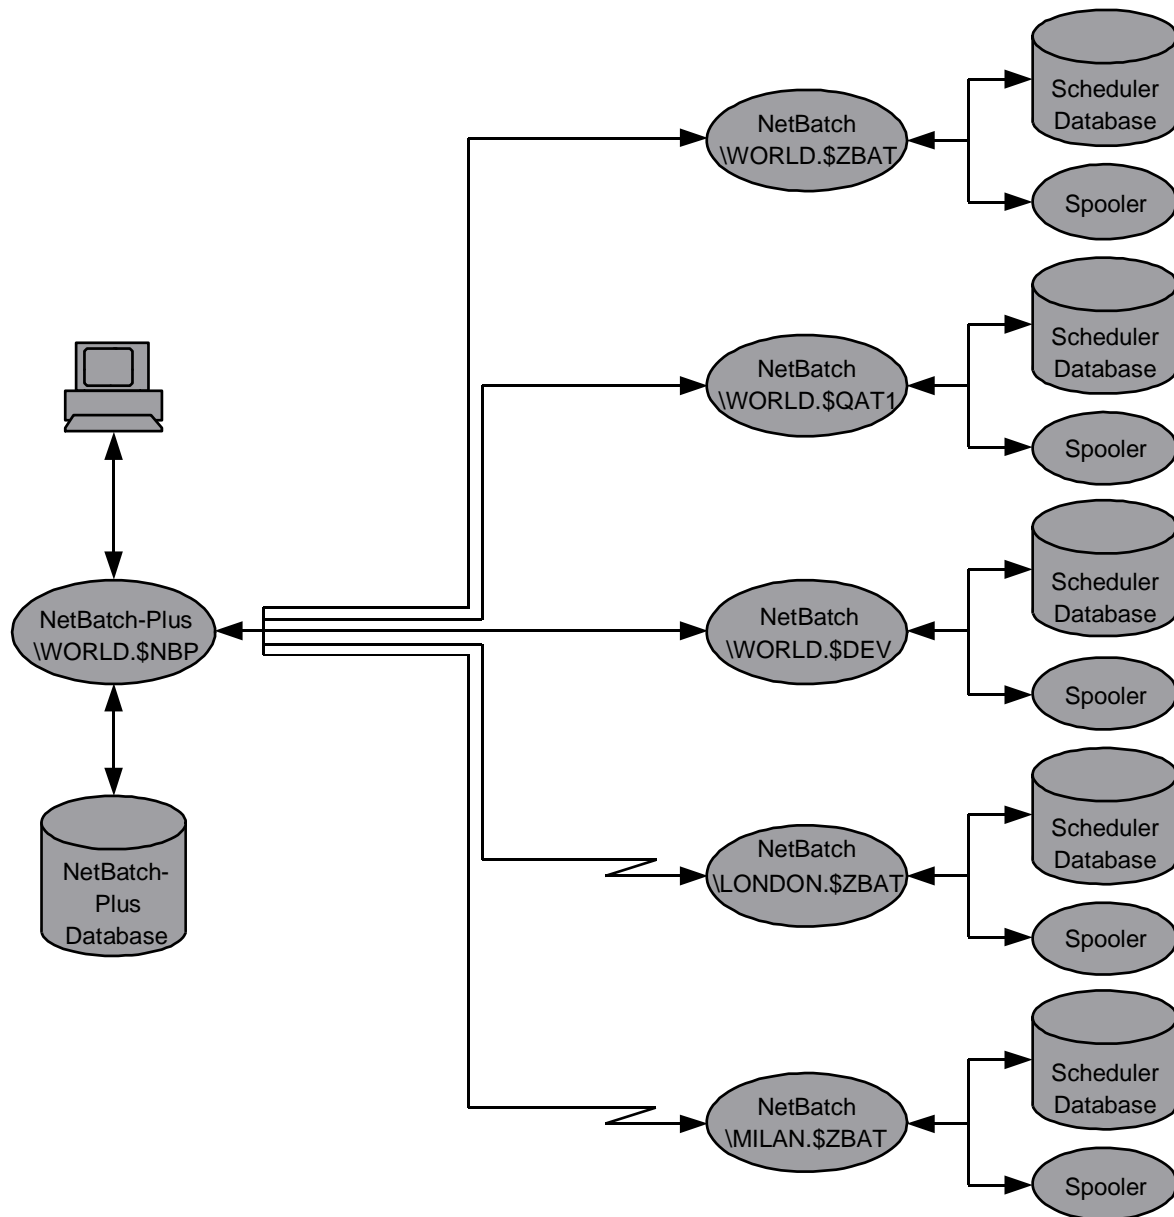 NetBatch
\WORLD.$ZBAT
Scheduler
Database
Spooler
NetBatch
\WORLD.$QAT1
Scheduler
Database
Spooler
NetBatch-Plus
\WORLD.$NBP
NetBatch
\WORLD.$DEV
Scheduler
Database
Spooler
NetBatch-
Plus
Database
NetBatch
\LONDON.$ZBAT
Scheduler
Database
Spooler
NetBatch
\MILAN.$ZBAT
Scheduler
Database
Spooler